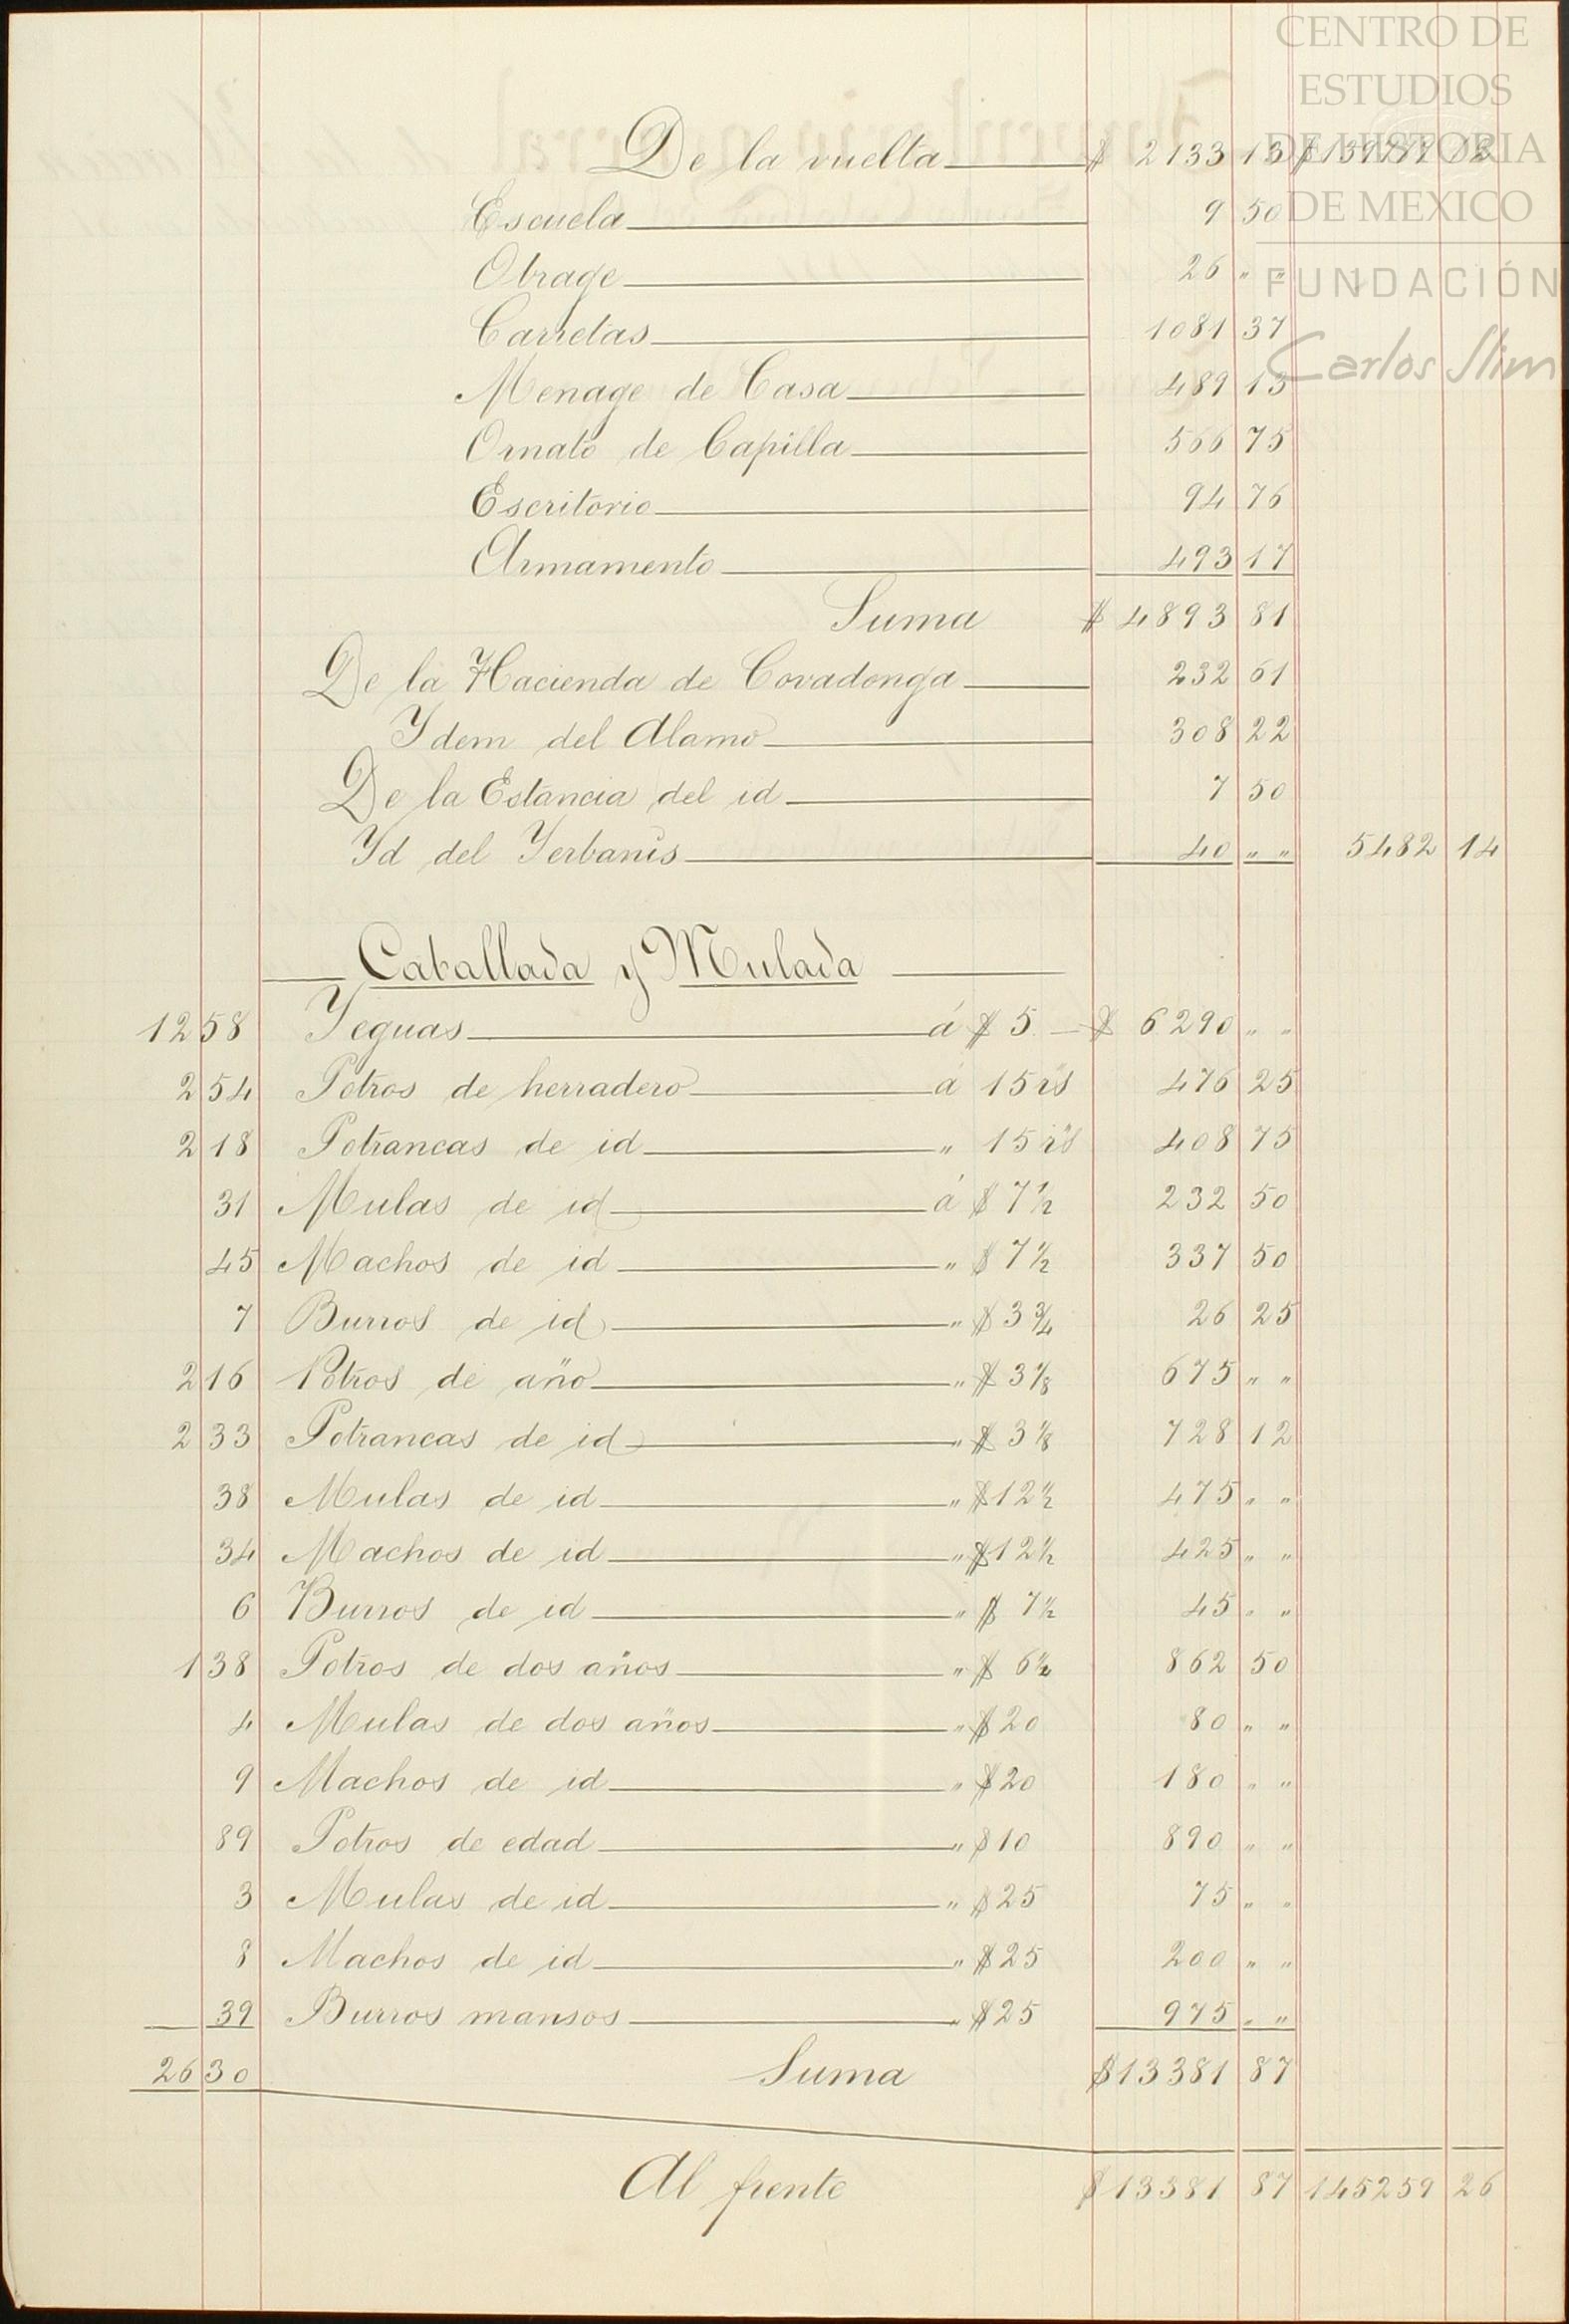 CENTRO DE
ESTUDIOS
DE HISTORIA
DE MEXICO
FUNDACIÓN
Carlos Slim
De la vuelta $ 2133 13 $ 139777 12
Escuela 9 50
Obrage 26 " "
Carretas 1081 37
Menage de Casa 489 13
Ornato de Capilla 566 75
Escritorio 94 76
Armamento 493 17
Suma $ 4893 81
De la Hacienda de Covadonga 232 61
Ydem del Alamo 308 22
De la Estancia del id 7 50
Yd del Yerbanis 40 " " 5482 14
Caballada y Mulada
1258 Yeguas á $ 5 $ 6290 " "
254 Potros de herradero á 15 rs 476 25
218 Potrancas de id " 15 rs 408 75
31 Mulas de id á $ 7½ 232 50
45 Machos de id " $ 7½ 337 50
7 Burros de id " $ 3¾ 26 25
216 Potros de año " $ 3⅛ 675 " "
233 Potrancas de id " $ 3⅛ 728 12
38 Mulas de id " $ 12½ 475 " "
34 Machos de id " $ 12½ 425 " "
6 Burros de id " $ 7½ 45 " "
138 Potros de dos años " $ 6¼ 862 50
4 Mulas de dos años " $ 20 80 " "
9 Machos de id " $ 20 180 " "
89 Potros de edad " $ 10 890 " "
3 Mulas de id " $ 25 75 " "
8 Machos de id " $ 25 200 " "
39 Burros mansos " $ 25 975 " "
2630 Suma $ 13381 87
Al frente $ 13381 87 145259 26